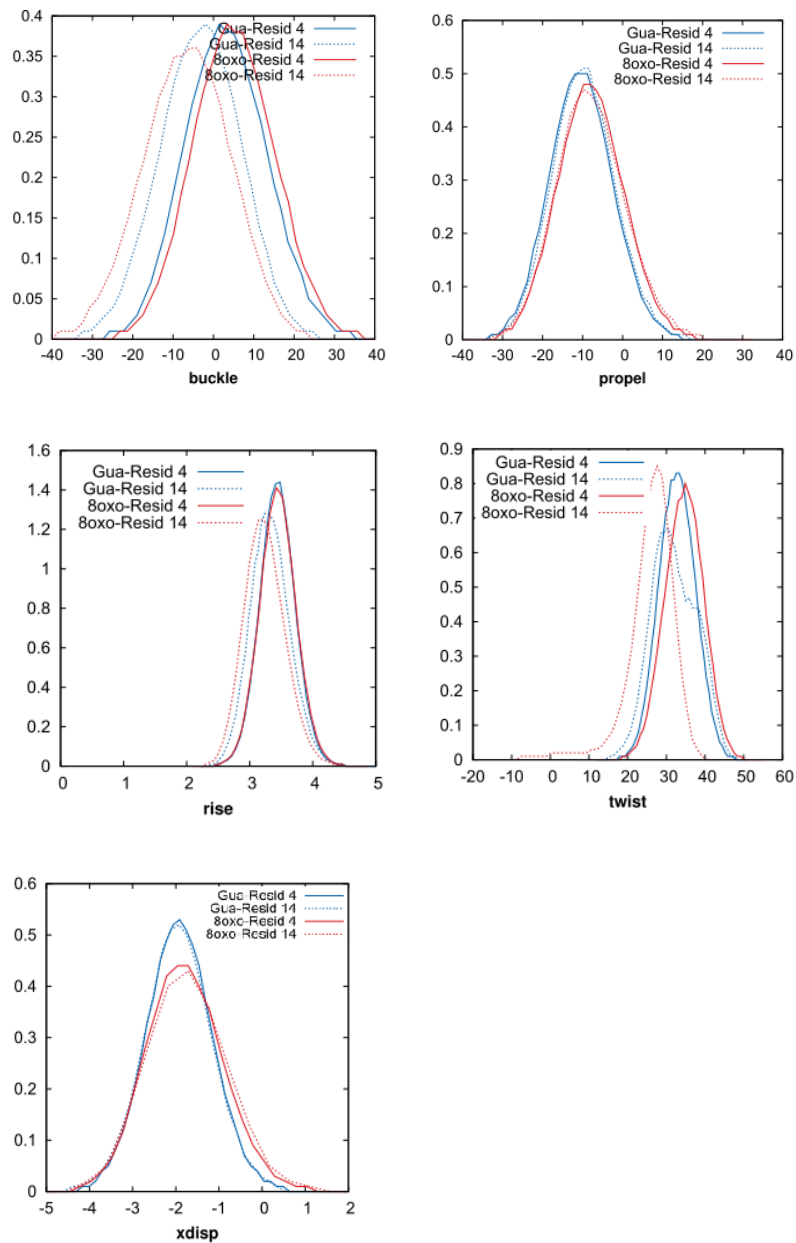 0.4
0.35
0.3
0.25
0.2
0.15
0.1
0.05
0
-40 -30 -20 -10 0 10 20 30 40
buckle
Gua-Resid 4
Gua-Resid 14
8oxo-Resid 4
8oxo-Resid 14
0.6
0.5
0.4
0.3
0.2
0.1
0
-40 -30 -20 -10 0 10 20 30 40
propel
Gua-Resid 4
Gua-Resid 14
8oxo-Resid 4
8oxo-Resid 14
1.6
1.4
1.2
1
0.8
0.6
0.4
0.2
0
0 1 2 3 4 5
rise
Gua-Resid 4
Gua-Resid 14
8oxo-Resid 4
8oxo-Resid 14
0.9
0.8
0.7
0.6
0.5
0.4
0.3
0.2
0.1
0
-20 -10 0 10 20 30 40 50 60
twist
Gua-Resid 4
Gua-Resid 14
8oxo-Resid 4
8oxo-Resid 14
0.6
0.5
0.4
0.3
0.2
0.1
0
-5 -4 -3 -2 -1 0 1 2
xdisp
Gua-Resid 4
Gua-Resid 14
8oxo-Resid 4
8oxo-Resid 14